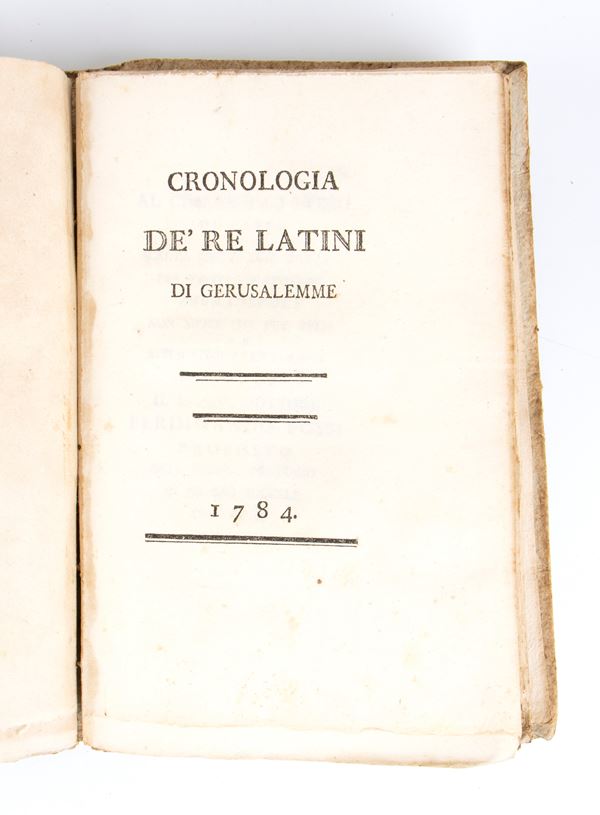 CRONOLOGIA
DE' RE LATINI
DI GERUSALEMME
1784.